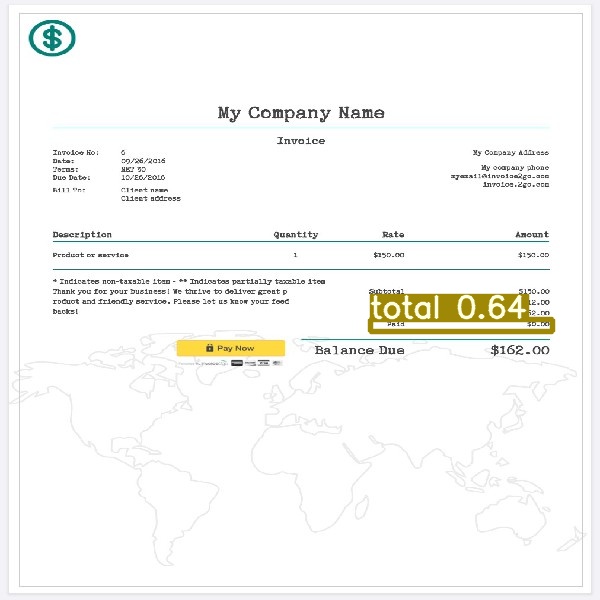 $
My Company Name
Invoice
Invoice No: 6
Date: 09/26/2016
Terms: NET 30
Due Date: 10/26/2016
Bill To: Client name
Client address
My Company Address
My company phone
myemail@invoice2go.com
invoice.2go.com
Description Quantity Rate Amount
Product or service 1 $150.00 $150.00
* Indicates non-taxable item - ** Indicates partially taxable item
Thank you for your business! We thrive to deliver great p
roduct and friendly service. Please let us know your feed
back!
Subtotal $150.00
total 0.64
Paid $0.00
Pay Now
Balance Due $162.00